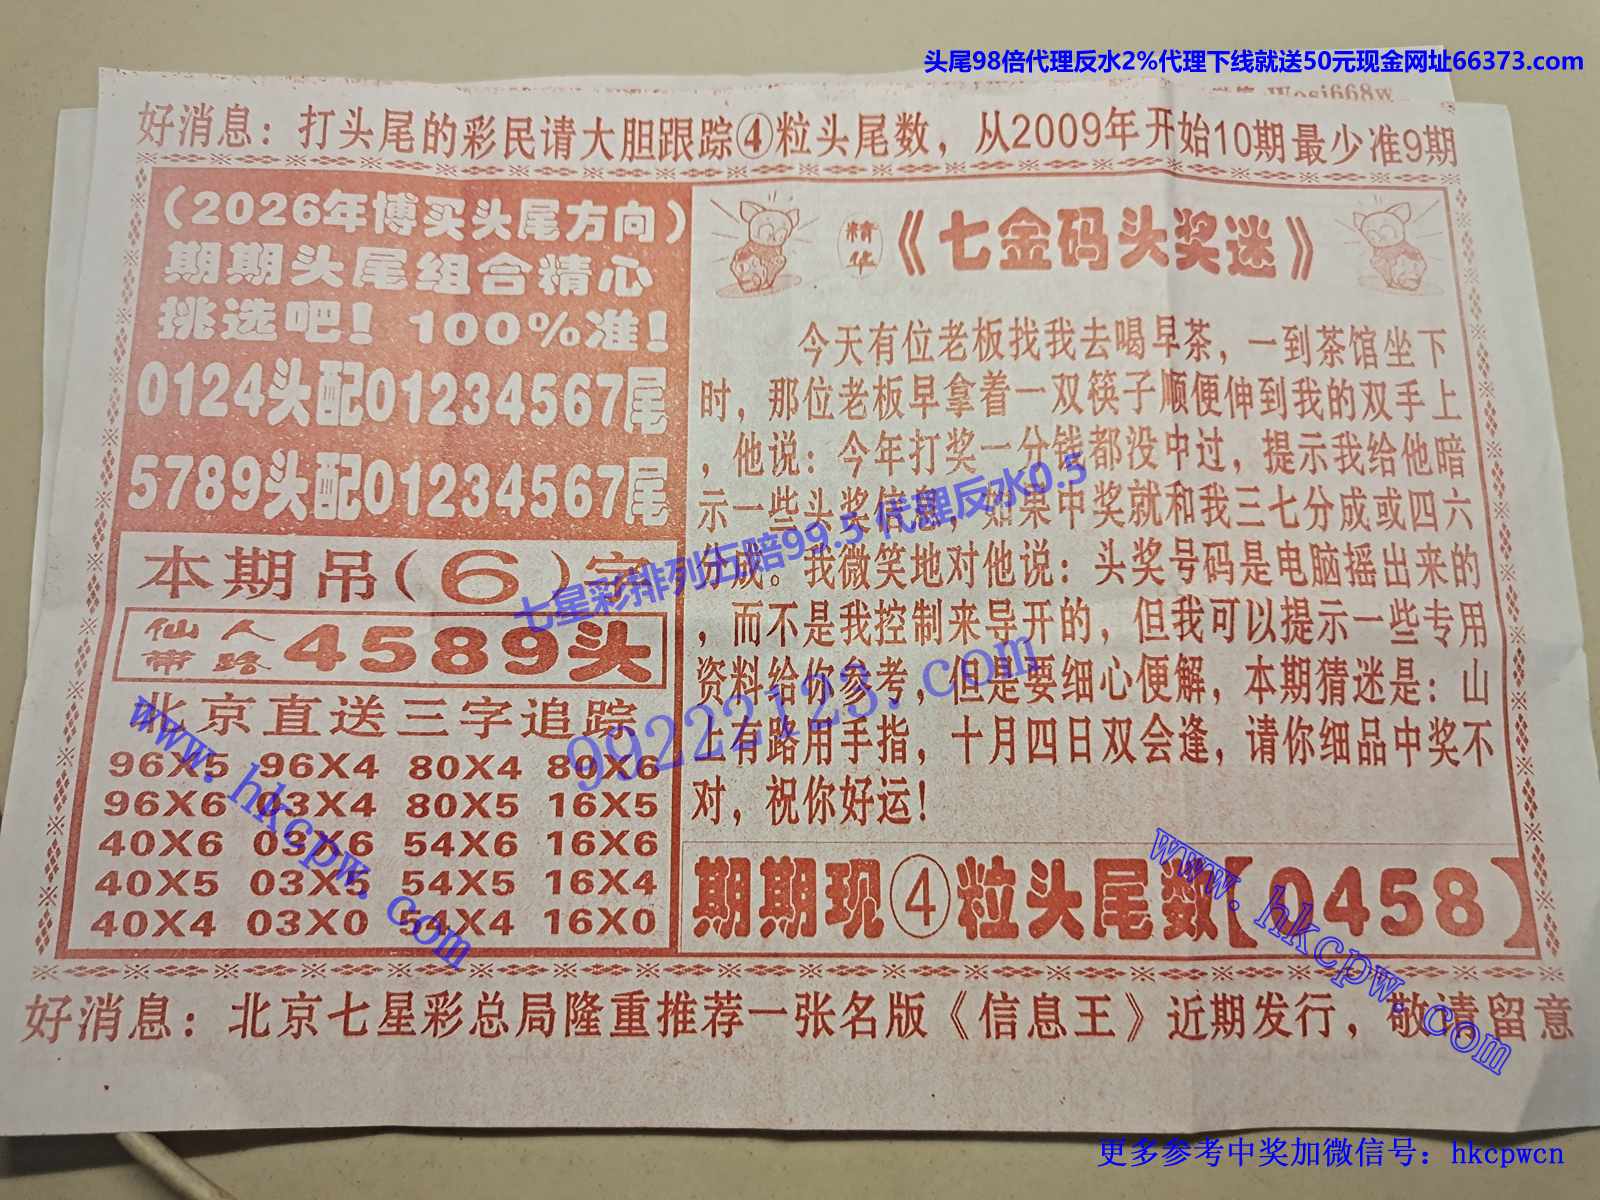 头尾98倍代理反水2%代理下线就送50元现金网址66373.com
Wosi668w
好消息：打头尾的彩民请大胆跟踪④粒头尾数，从2009年开始10期最少准9期
（2026年博买头尾方向）
期期头尾组合精心
挑选吧！100%准！
0124头配01234567尾
5789头配01234567尾
本期吊（6）字
仙人带路 4589头
北京直送三字追踪
96X5 96X4 80X4 80X6
96X6 03X4 80X5 16X5
40X6 03X6 54X6 16X6
40X5 03X5 54X5 16X4
40X4 03X0 54X4 16X0
精华《七金码头奖迷》
今天有位老板找我去喝早茶，一到茶馆坐下
时，那位老板早拿着一双筷子顺便伸到我的双手上
，他说：今年打奖一分钱都没中过，提示我给他暗
示一些头奖信息，如果中奖就和我三七分成或四六
分成。我微笑地对他说：头奖号码是电脑摇出来的
，而不是我控制来导开的，但我可以提示一些专用
资料给你参考，但是要细心便解，本期猜迷是：山
上有路用手指，十月四日双会逢，请你细品中奖不
对，祝你好运！
期期现④粒头尾数【0458】
好消息：北京七星彩总局隆重推荐一张名版《信息王》近期发行，敬请留意
七星彩排列五赔99.5 代理反水0.5
99222123.com
www.hkcpw.com
www.hkcpw.com
更多参考中奖加微信号：hkcpwcn